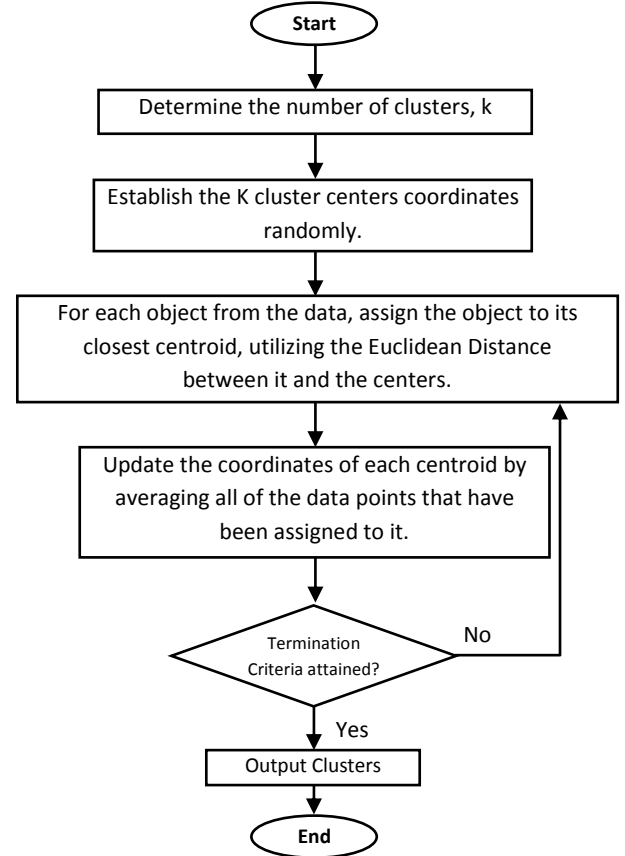 Start
Determine the number of clusters, k
Establish the K cluster centers coordinates
randomly.
For each object from the data, assign the object to its
closest centroid, utilizing the Euclidean Distance
between it and the centers.
Update the coordinates of each centroid by
averaging all of the data points that have
been assigned to it.
Termination
Criteria attained?
No
Yes
Output Clusters
End